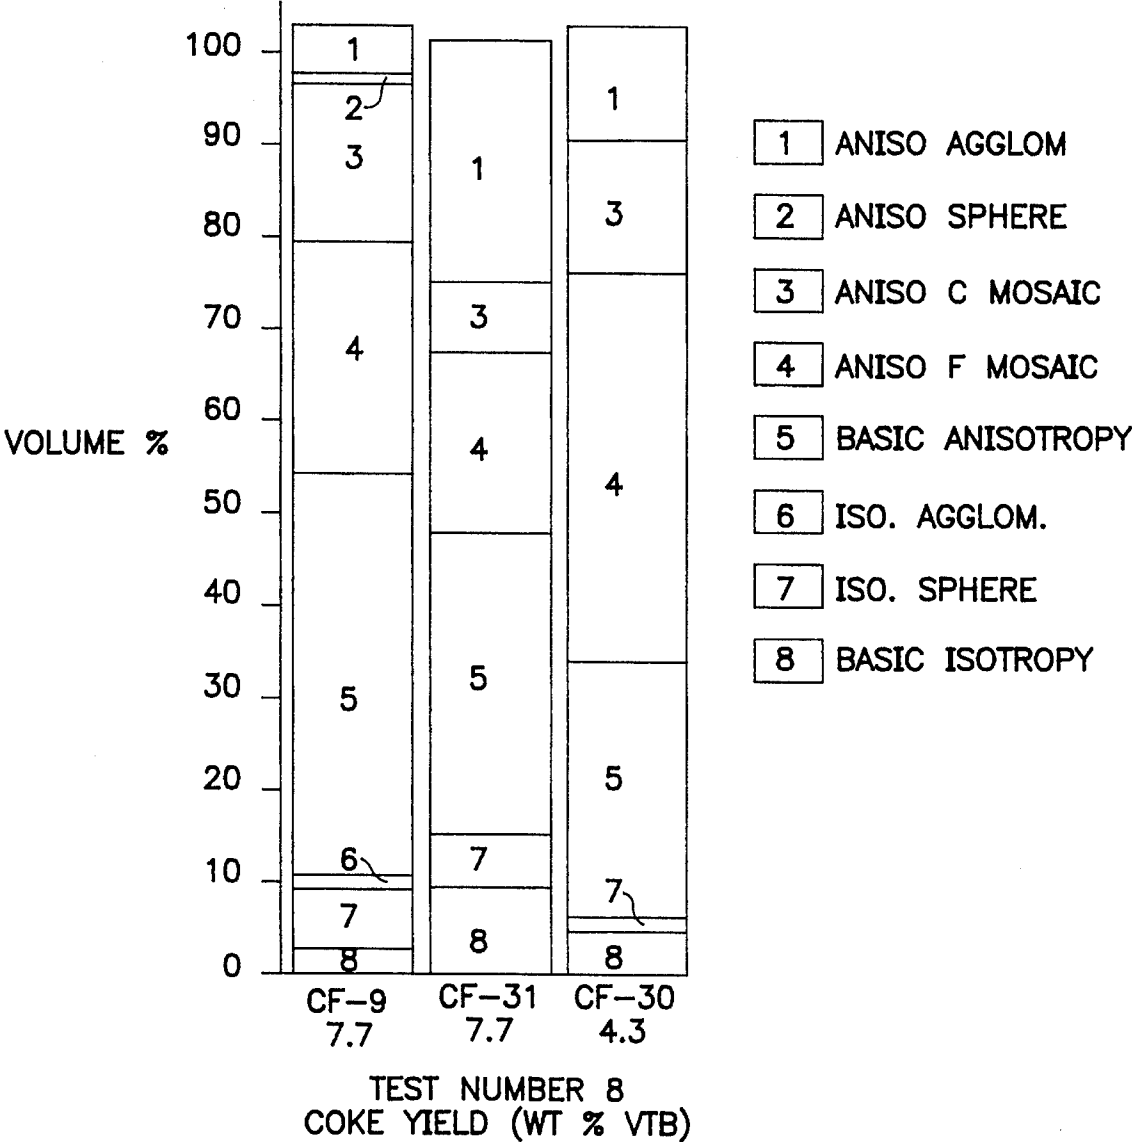 100
90
80
70
60
50
40
30
20
10
0
VOLUME %
1
2
3
4
5
6
7
8
1
3
4
5
7
8
1
3
4
5
7
8
CF-9 CF-31 CF-30
7.7 7.7 4.3
TEST NUMBER 8
COKE YIELD (WT % VTB)
1 ANISO AGGLOM
2 ANISO SPHERE
3 ANISO C MOSAIC
4 ANISO F MOSAIC
5 BASIC ANISOTROPY
6 ISO. AGGLOM.
7 ISO. SPHERE
8 BASIC ISOTROPY